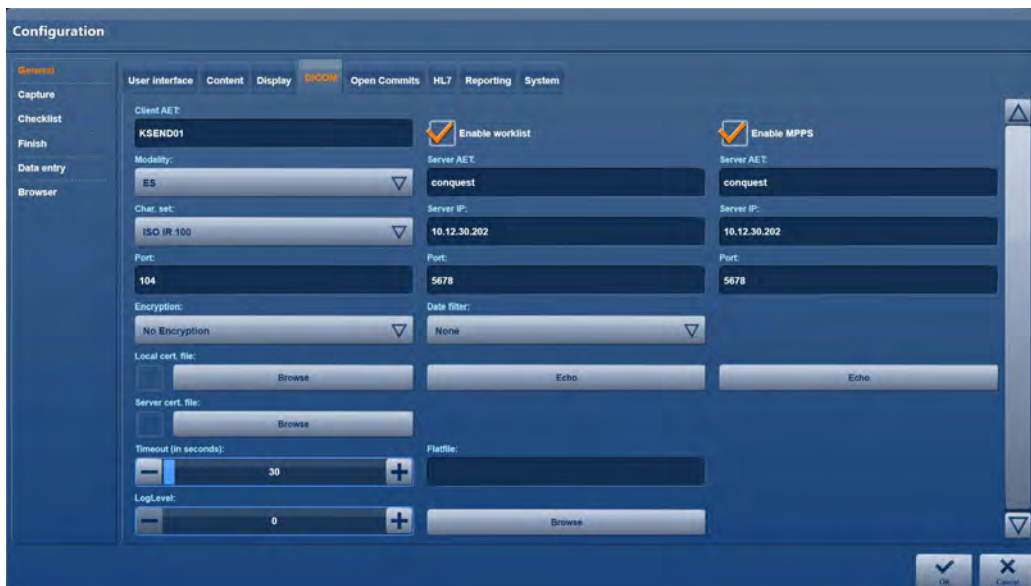 Configuration
General
Capture
Checklist
Finish
Data entry
Browser
User interface Content Display DICOM Open Commits HL7 Reporting System
Client AET:
KSEND01
Enable worklist
Enable MPPS
Modality:
ES
Server AET:
conquest
Server AET:
conquest
Char. set:
ISO IR 100
Server IP:
10.12.30.202
Server IP:
10.12.30.202
Port:
104
Port:
5678
Port:
5678
Encryption:
No Encryption
Date filter:
None
Local cert. file:
Browse
Echo
Echo
Server cert. file:
Browse
Timeout (in seconds):
30
Flatfile:
LogLevel:
0
Browse
OK
Cancel